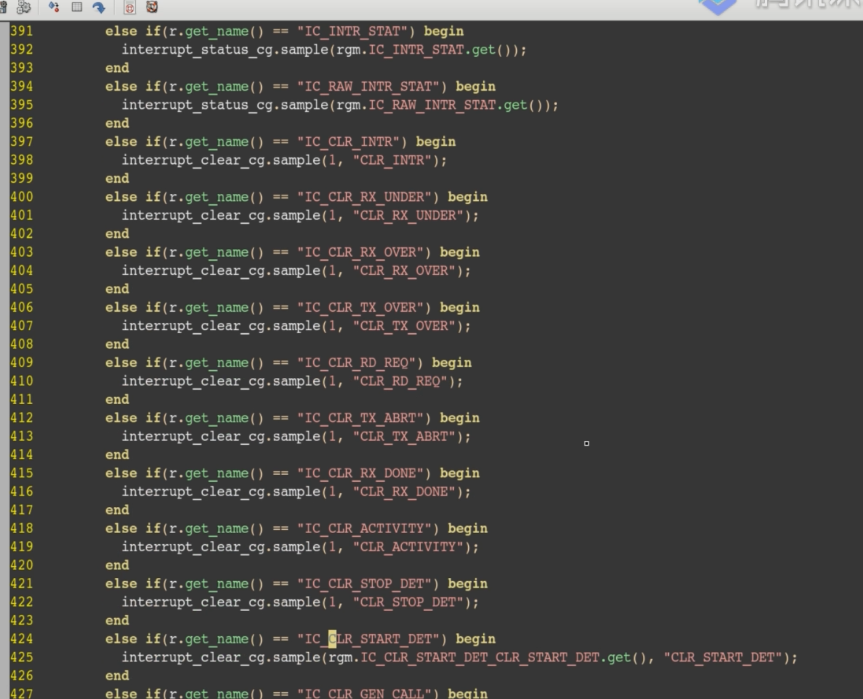 391 else if(r.get_name() == "IC_INTR_STAT") begin
392 interrupt_status_cg.sample(rgm.IC_INTR_STAT.get());
393 end
394 else if(r.get_name() == "IC_RAW_INTR_STAT") begin
395 interrupt_status_cg.sample(rgm.IC_RAW_INTR_STAT.get());
396 end
397 else if(r.get_name() == "IC_CLR_INTR") begin
398 interrupt_clear_cg.sample(1, "CLR_INTR");
399 end
400 else if(r.get_name() == "IC_CLR_RX_UNDER") begin
401 interrupt_clear_cg.sample(1, "CLR_RX_UNDER");
402 end
403 else if(r.get_name() == "IC_CLR_RX_OVER") begin
404 interrupt_clear_cg.sample(1, "CLR_RX_OVER");
405 end
406 else if(r.get_name() == "IC_CLR_TX_OVER") begin
407 interrupt_clear_cg.sample(1, "CLR_TX_OVER");
408 end
409 else if(r.get_name() == "IC_CLR_RD_REQ") begin
410 interrupt_clear_cg.sample(1, "CLR_RD_REQ");
411 end
412 else if(r.get_name() == "IC_CLR_TX_ABRT") begin
413 interrupt_clear_cg.sample(1, "CLR_TX_ABRT");
414 end
415 else if(r.get_name() == "IC_CLR_RX_DONE") begin
416 interrupt_clear_cg.sample(1, "CLR_RX_DONE");
417 end
418 else if(r.get_name() == "IC_CLR_ACTIVITY") begin
419 interrupt_clear_cg.sample(1, "CLR_ACTIVITY");
420 end
421 else if(r.get_name() == "IC_CLR_STOP_DET") begin
422 interrupt_clear_cg.sample(1, "CLR_STOP_DET");
423 end
424 else if(r.get_name() == "IC_CLR_START_DET") begin
425 interrupt_clear_cg.sample(rgm.IC_CLR_START_DET_CLR_START_DET.get(), "CLR_START_DET");
426 end
427 else if(r.get_name() == "IC_CLR_GEN_CALL") begin